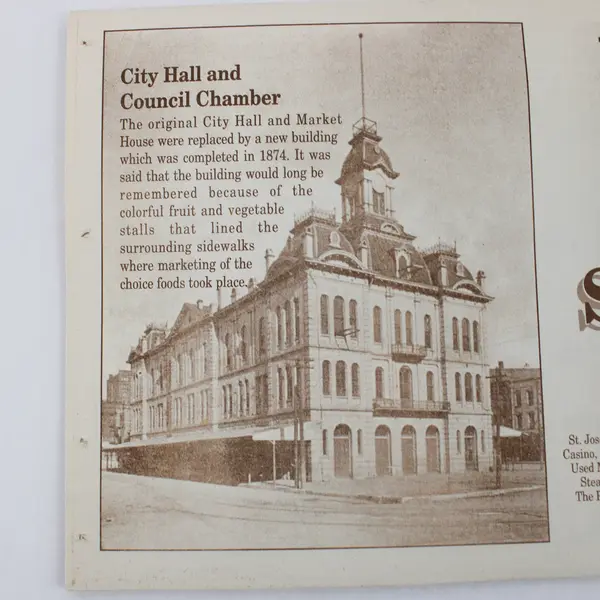 City Hall and
Council Chamber
The original City Hall and Market
House were replaced by a new building
which was completed in 1874. It was
said that the building would long be
remembered because of the
colorful fruit and vegetable
stalls that lined the
surrounding sidewalks
where marketing of the
choice foods took place.
St. Jos
Casino,
Used
Stea
The